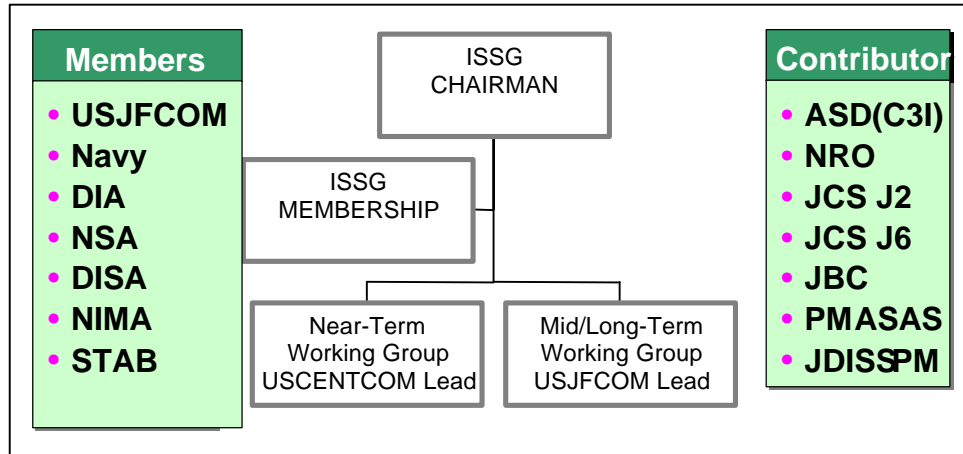 Members
• USJFCOM
• Navy
• DIA
• NSA
• DISA
• NIMA
• STAB
ISSG
CHAIRMAN
ISSG
MEMBERSHIP
Near-Term
Working Group
USCENTCOM Lead
Mid/Long-Term
Working Group
USJFCOM Lead
Contributor
• ASD(C3I)
• NRO
• JCS J2
• JCS J6
• JBC
• PMASAS
• JDISSPM